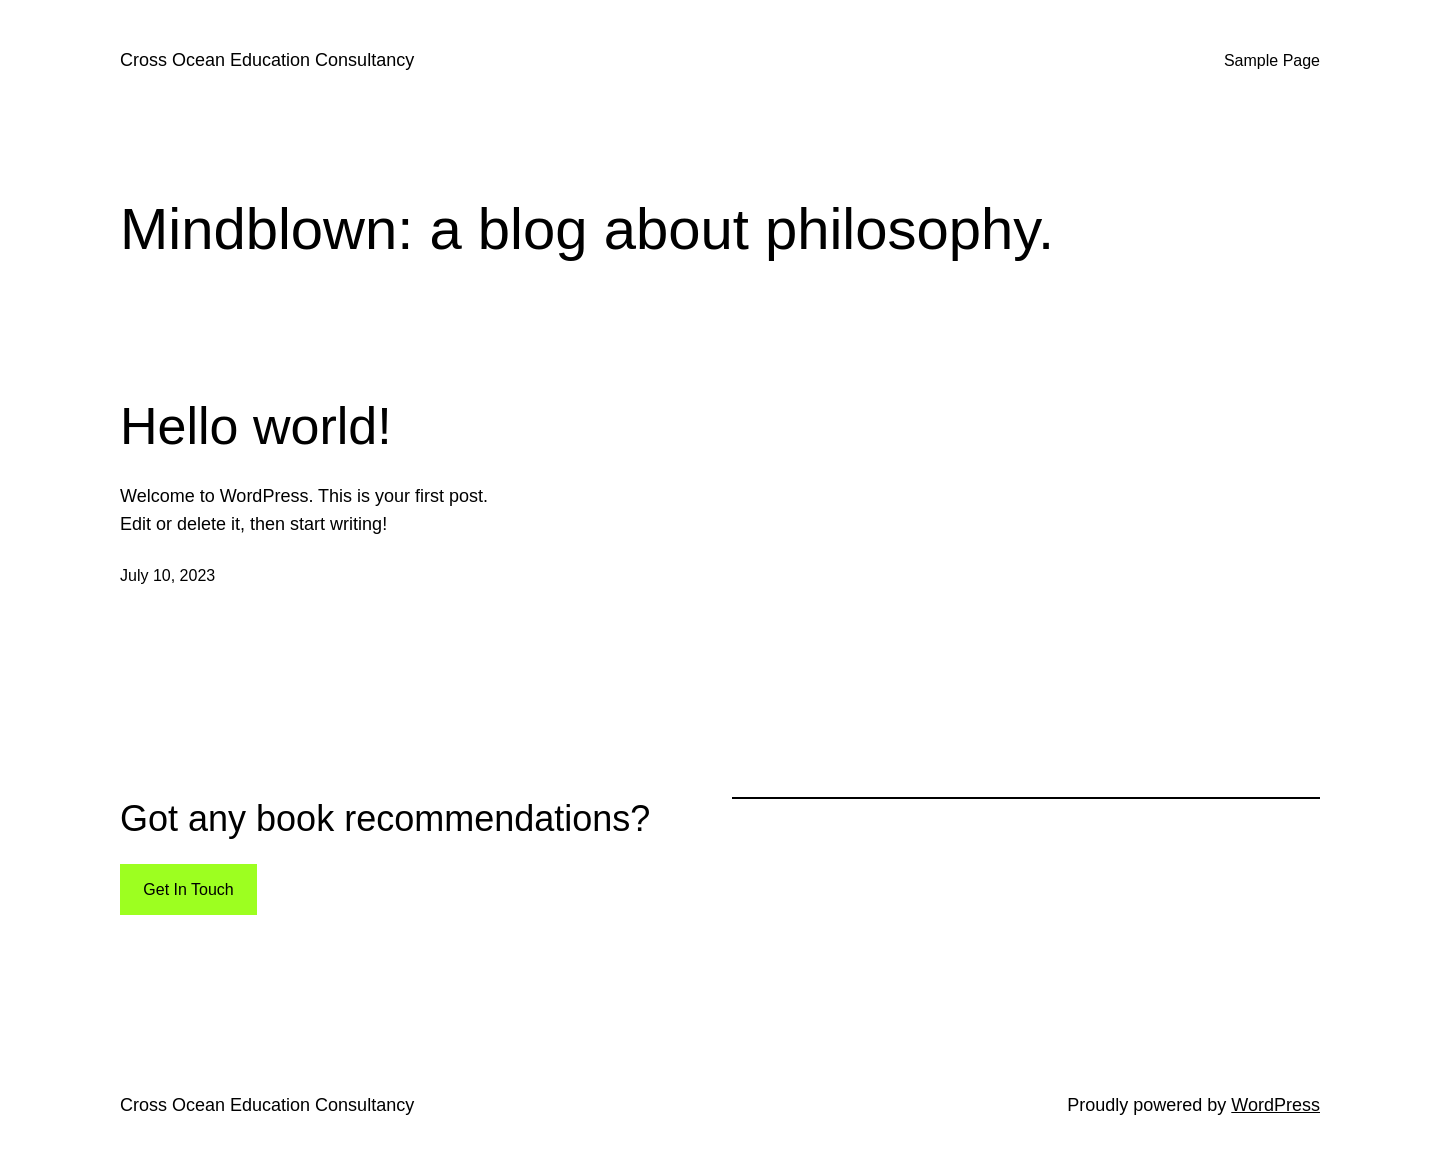 Cross Ocean Education Consultancy
Sample Page
Mindblown: a blog about philosophy.
Hello world!
Welcome to WordPress. This is your first post.
Edit or delete it, then start writing!
July 10, 2023
Got any book recommendations?
Get In Touch
Cross Ocean Education Consultancy
Proudly powered by WordPress